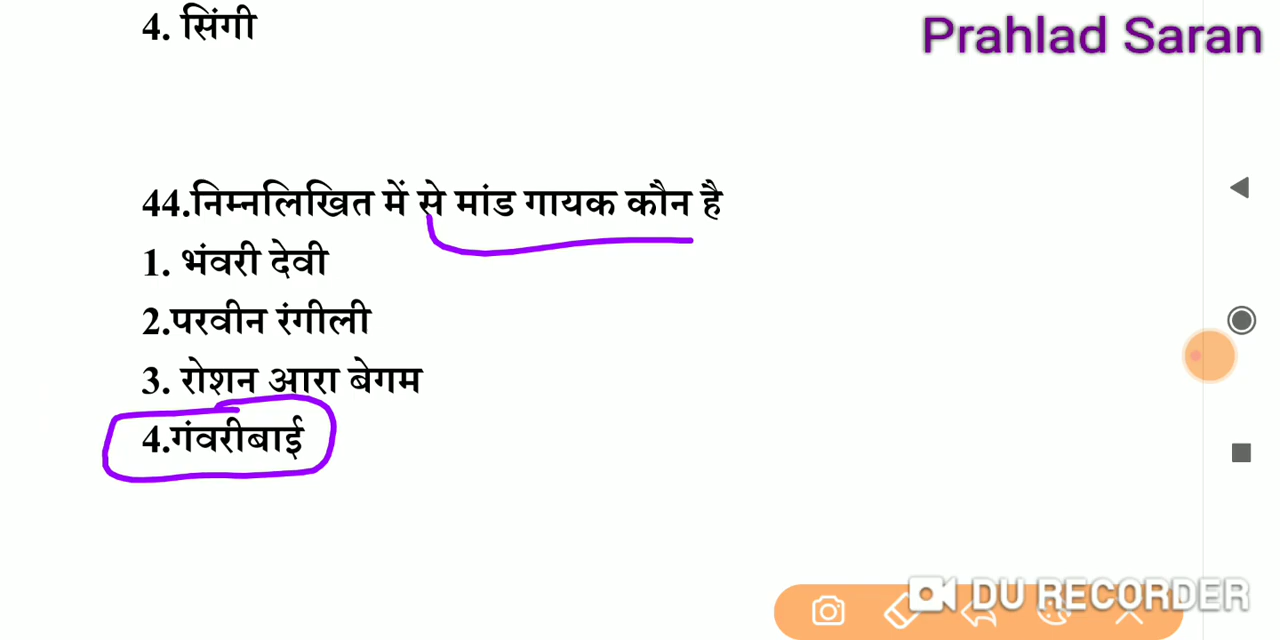 4. सिंगी
Prahlad Saran
44.निम्नलिखित में से मांड गायक कौन है
1. भंवरी देवी
2.परवीन रंगीली
3. रोशन आरा बेगम
4.गंवरीबाई
DU RECORDER